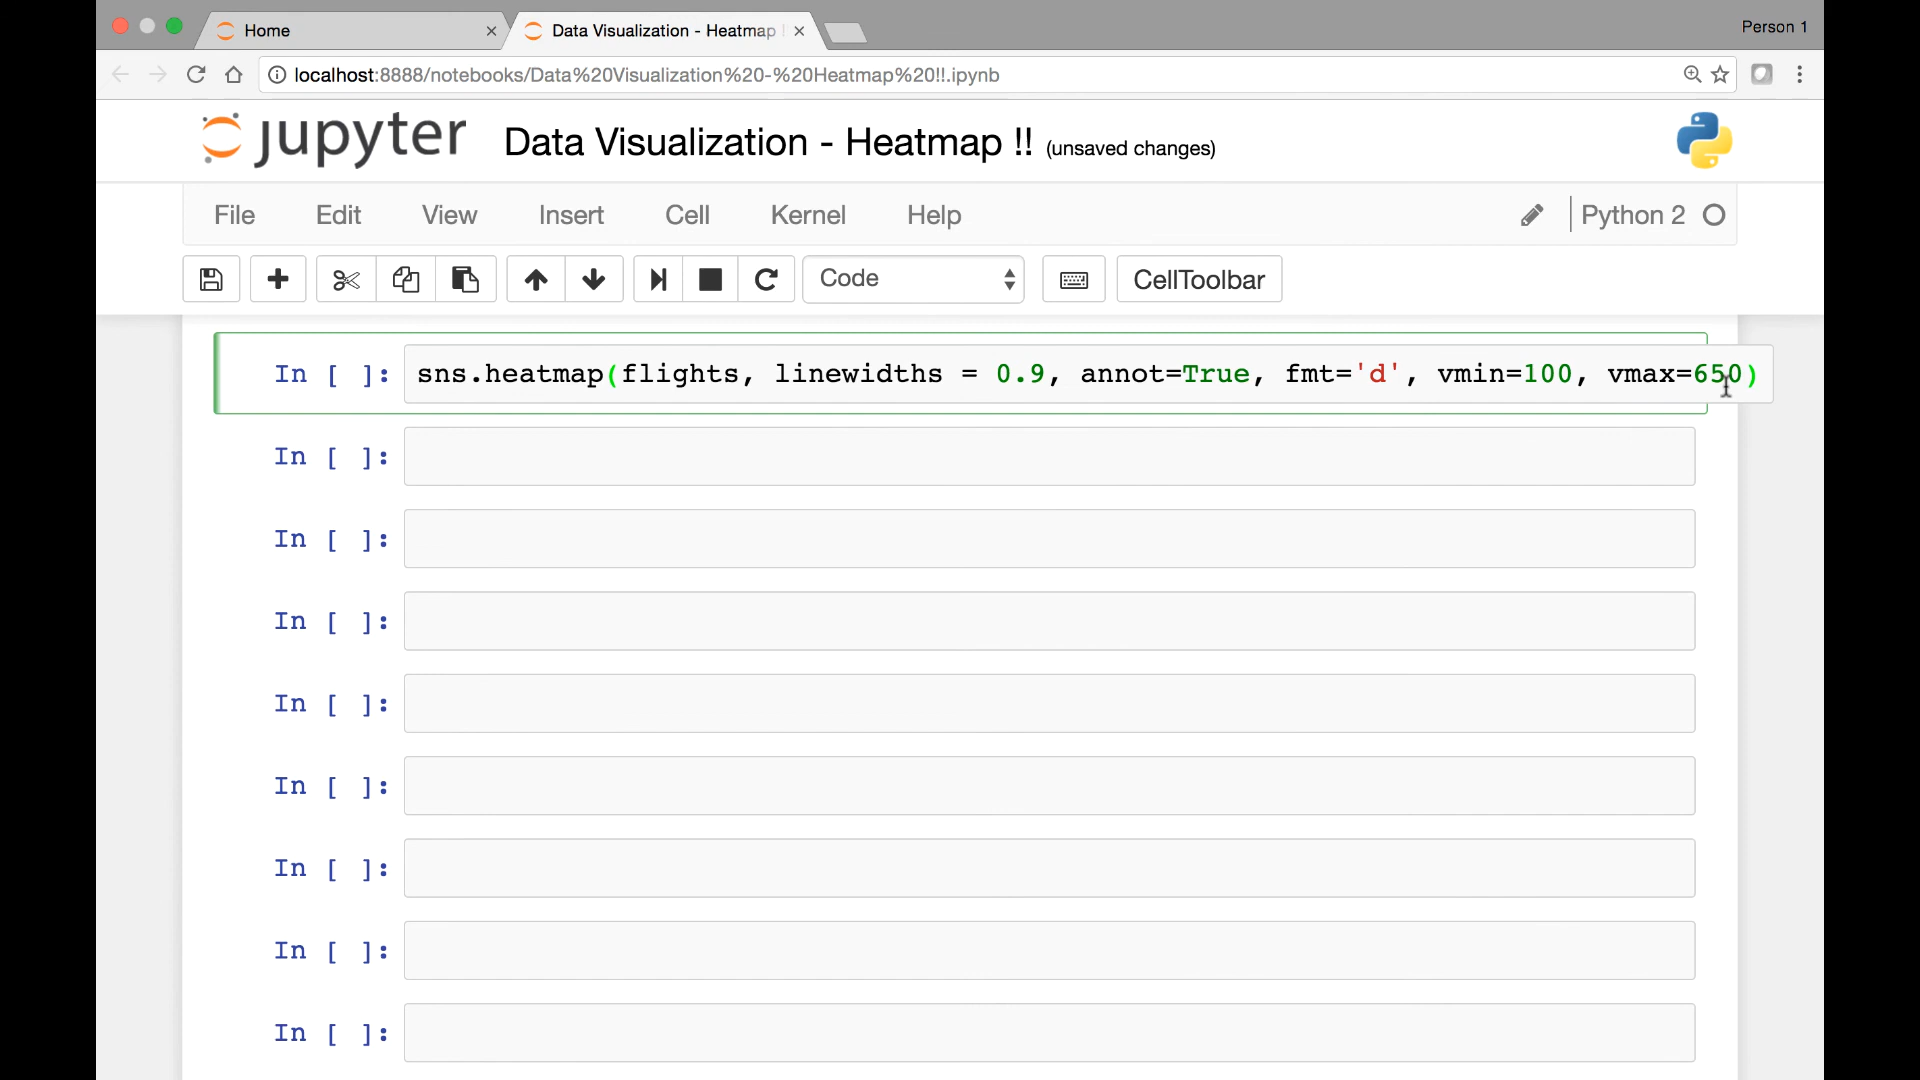 Home
Data Visualization - Heatmap
Person 1
localhost:8888/notebooks/Data%20Visualization%20-%20Heatmap%20!!.ipynb
jupyter Data Visualization - Heatmap !! (unsaved changes)
File Edit View Insert Cell Kernel Help Python 2
Code CellToolbar
In [ ]: sns.heatmap(flights, linewidths = 0.9, annot=True, fmt='d', vmin=100, vmax=650)
In [ ]:
In [ ]:
In [ ]:
In [ ]:
In [ ]:
In [ ]:
In [ ]:
In [ ]: